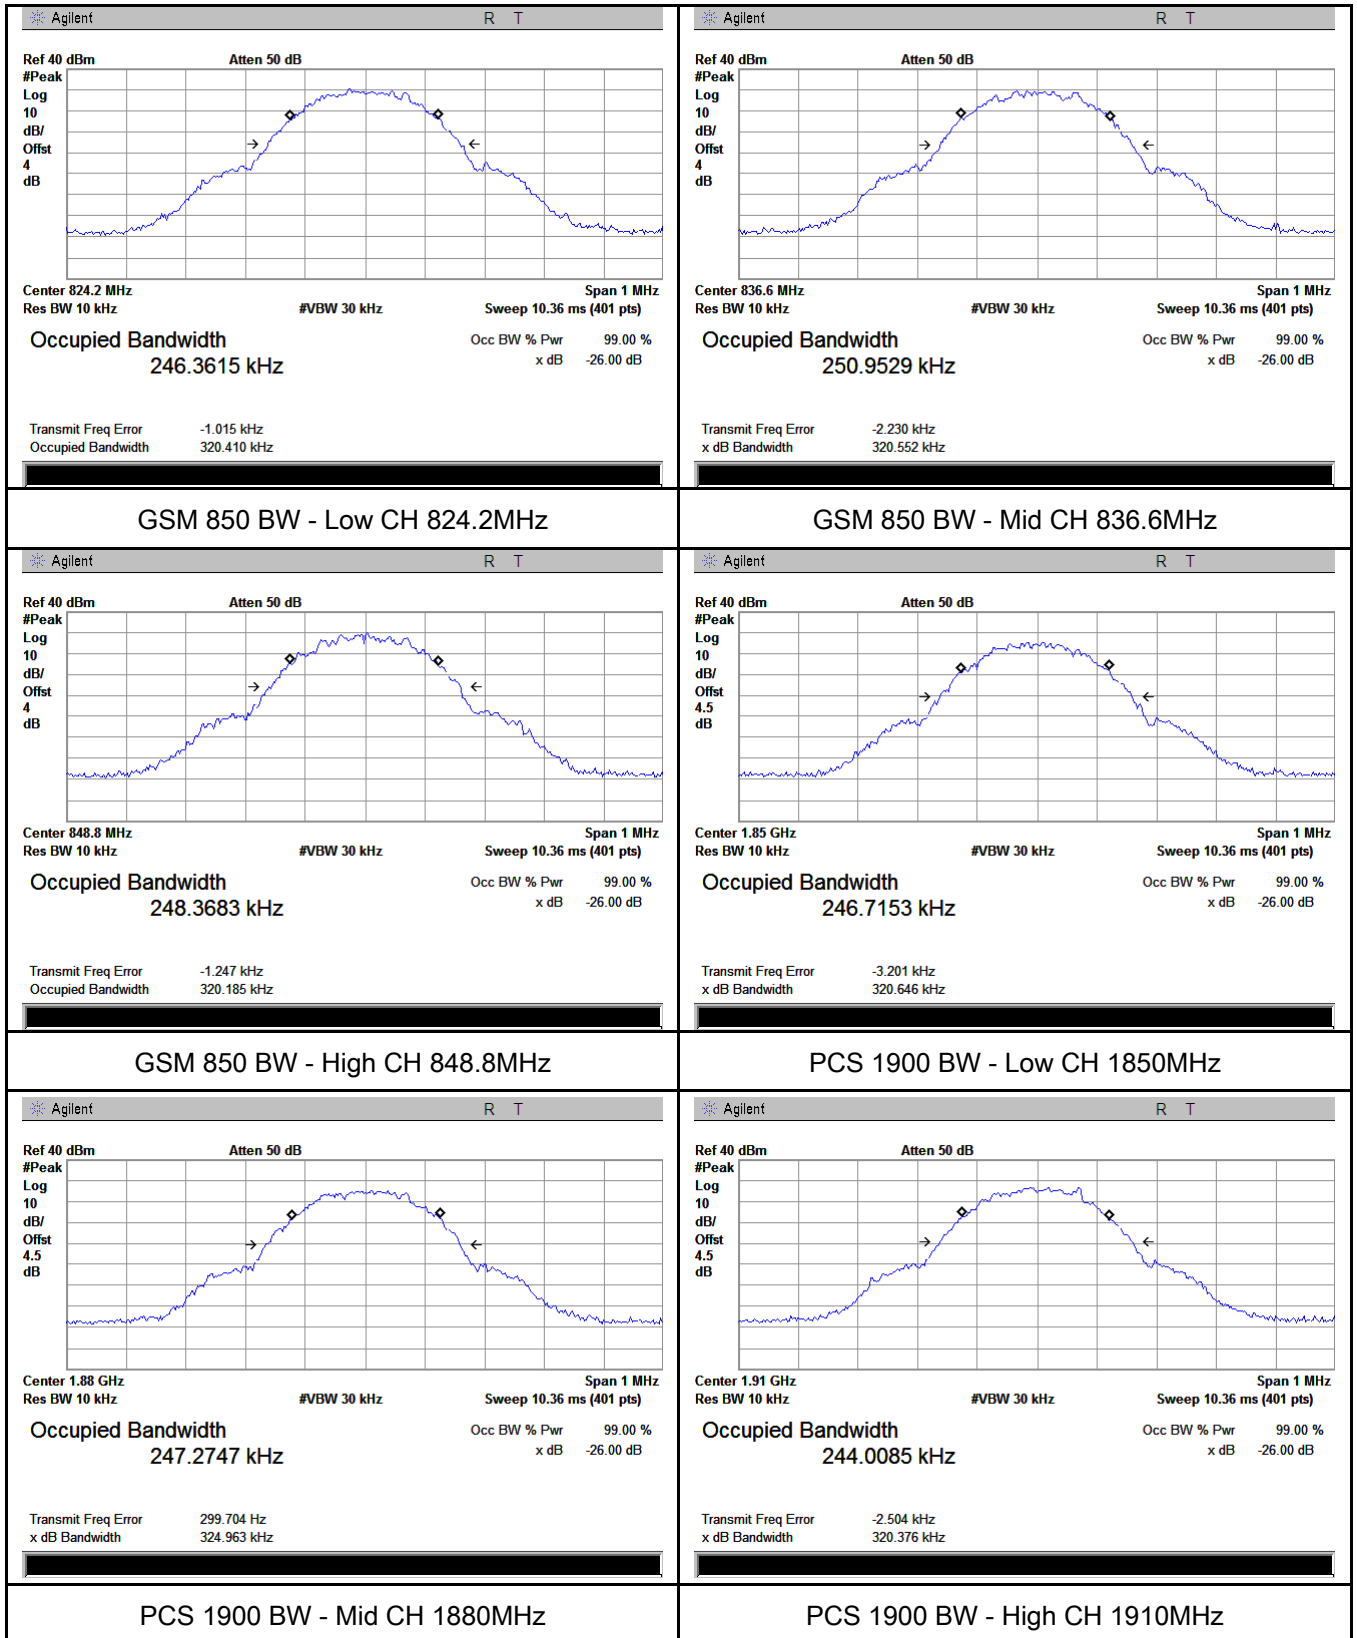 Agilent R T
Ref 40 dBm Atten 50 dB
#Peak
Log
10
dB/
Offst
4
dB
Center 824.2 MHz Span 1 MHz
Res BW 10 kHz #VBW 30 kHz Sweep 10.36 ms (401 pts)
Occupied Bandwidth Occ BW % Pwr 99.00 %
246.3615 kHz x dB -26.00 dB
Transmit Freq Error -1.015 kHz
Occupied Bandwidth 320.410 kHz
GSM 850 BW - Low CH 824.2MHz
Agilent R T
Ref 40 dBm Atten 50 dB
#Peak
Log
10
dB/
Offst
4
dB
Center 836.6 MHz Span 1 MHz
Res BW 10 kHz #VBW 30 kHz Sweep 10.36 ms (401 pts)
Occupied Bandwidth Occ BW % Pwr 99.00 %
250.9529 kHz x dB -26.00 dB
Transmit Freq Error -2.230 kHz
x dB Bandwidth 320.552 kHz
GSM 850 BW - Mid CH 836.6MHz
Agilent R T
Ref 40 dBm Atten 50 dB
#Peak
Log
10
dB/
Offst
4
dB
Center 848.8 MHz Span 1 MHz
Res BW 10 kHz #VBW 30 kHz Sweep 10.36 ms (401 pts)
Occupied Bandwidth Occ BW % Pwr 99.00 %
248.3683 kHz x dB -26.00 dB
Transmit Freq Error -1.247 kHz
Occupied Bandwidth 320.185 kHz
GSM 850 BW - High CH 848.8MHz
Agilent R T
Ref 40 dBm Atten 50 dB
#Peak
Log
10
dB/
Offst
4.5
dB
Center 1.85 GHz Span 1 MHz
Res BW 10 kHz #VBW 30 kHz Sweep 10.36 ms (401 pts)
Occupied Bandwidth Occ BW % Pwr 99.00 %
246.7153 kHz x dB -26.00 dB
Transmit Freq Error -3.201 kHz
x dB Bandwidth 320.646 kHz
PCS 1900 BW - Low CH 1850MHz
Agilent R T
Ref 40 dBm Atten 50 dB
#Peak
Log
10
dB/
Offst
4.5
dB
Center 1.88 GHz Span 1 MHz
Res BW 10 kHz #VBW 30 kHz Sweep 10.36 ms (401 pts)
Occupied Bandwidth Occ BW % Pwr 99.00 %
247.2747 kHz x dB -26.00 dB
Transmit Freq Error 299.704 Hz
x dB Bandwidth 324.963 kHz
PCS 1900 BW - Mid CH 1880MHz
Agilent R T
Ref 40 dBm Atten 50 dB
#Peak
Log
10
dB/
Offst
4.5
dB
Center 1.91 GHz Span 1 MHz
Res BW 10 kHz #VBW 30 kHz Sweep 10.36 ms (401 pts)
Occupied Bandwidth Occ BW % Pwr 99.00 %
244.0085 kHz x dB -26.00 dB
Transmit Freq Error -2.504 kHz
x dB Bandwidth 320.376 kHz
PCS 1900 BW - High CH 1910MHz